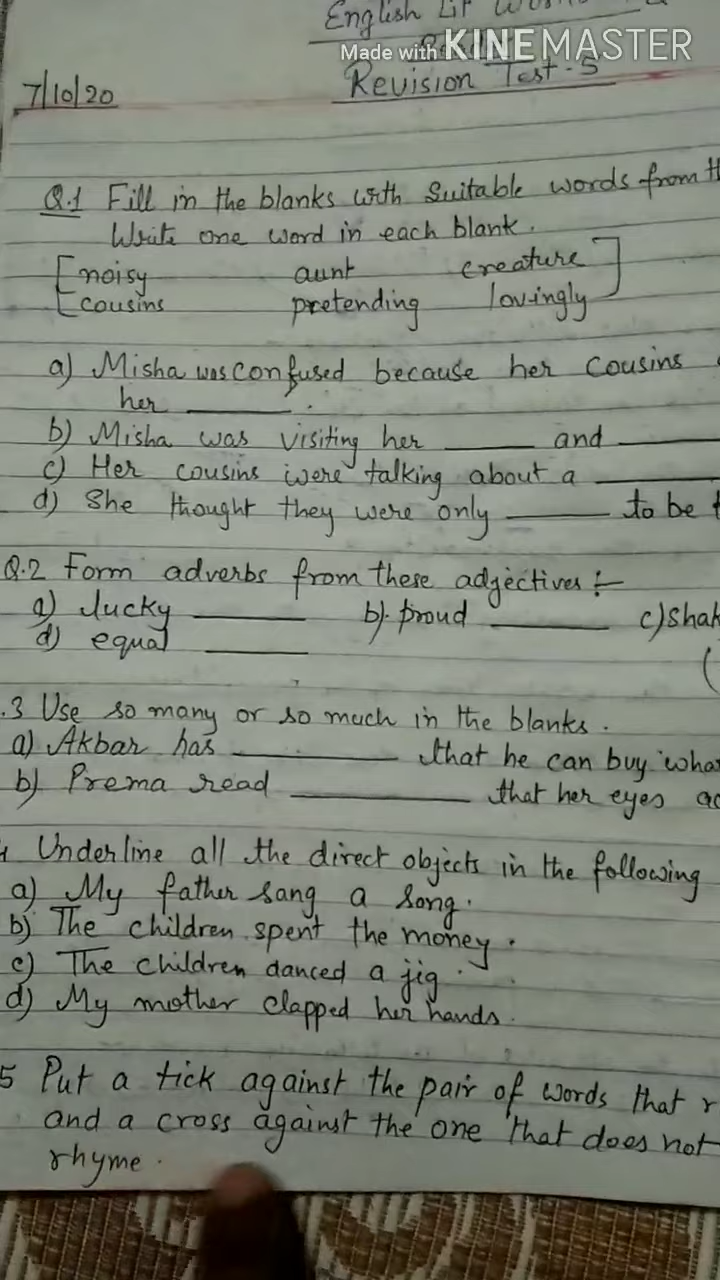 English Lit
Made with KINEMASTER
7/10/20
Revision Test-5
Q.1 Fill in the blanks with Suitable words from
Write one word in each blank.
noisy aunt creature
cousins pretending lovingly
a) Misha was confused because her cousins
her ______.
b) Misha was visiting her ______ and ______
c) Her cousins were talking about a ______
d) She thought they were only ______ to be
Q.2 Form adverbs from these adjectives :-
a) lucky ______ b) proud ______ c)
d) equal ______
.3 Use so many or so much in the blanks.
a) Akbar has ______ that he can buy
b) Prema read ______ that her eyes
Underline all the direct objects in the following
a) My father sang a song.
b) The children spent the money.
c) The children danced a jig.
d) My mother clapped her hands.
5 Put a tick against the pair of words that
and a cross against the one that does not
rhyme.